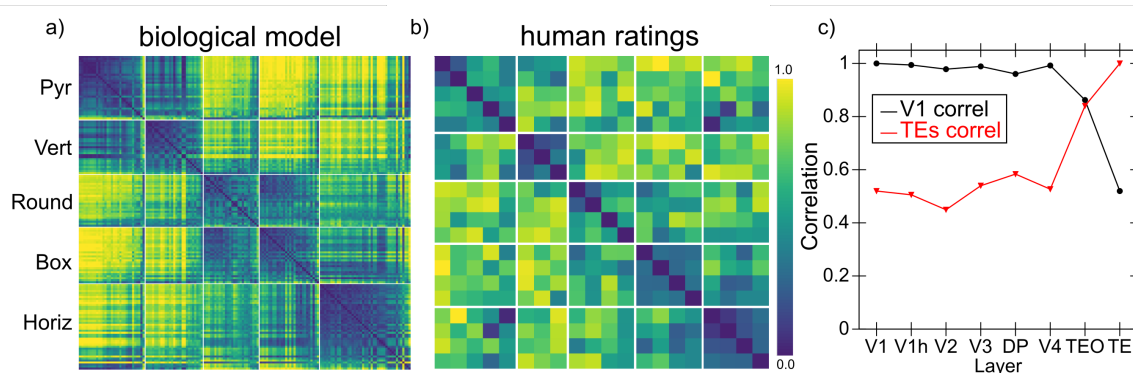 a)
biological model
Pyr
Vert
Round
Box
Horiz
b)
human ratings
1.0
0.0
c)
1
0.8
0.6
0.4
0.2
0
Correlation
V1 correl
TEs correl
V1 V1h V2 V3 DP V4 TEO TE
Layer